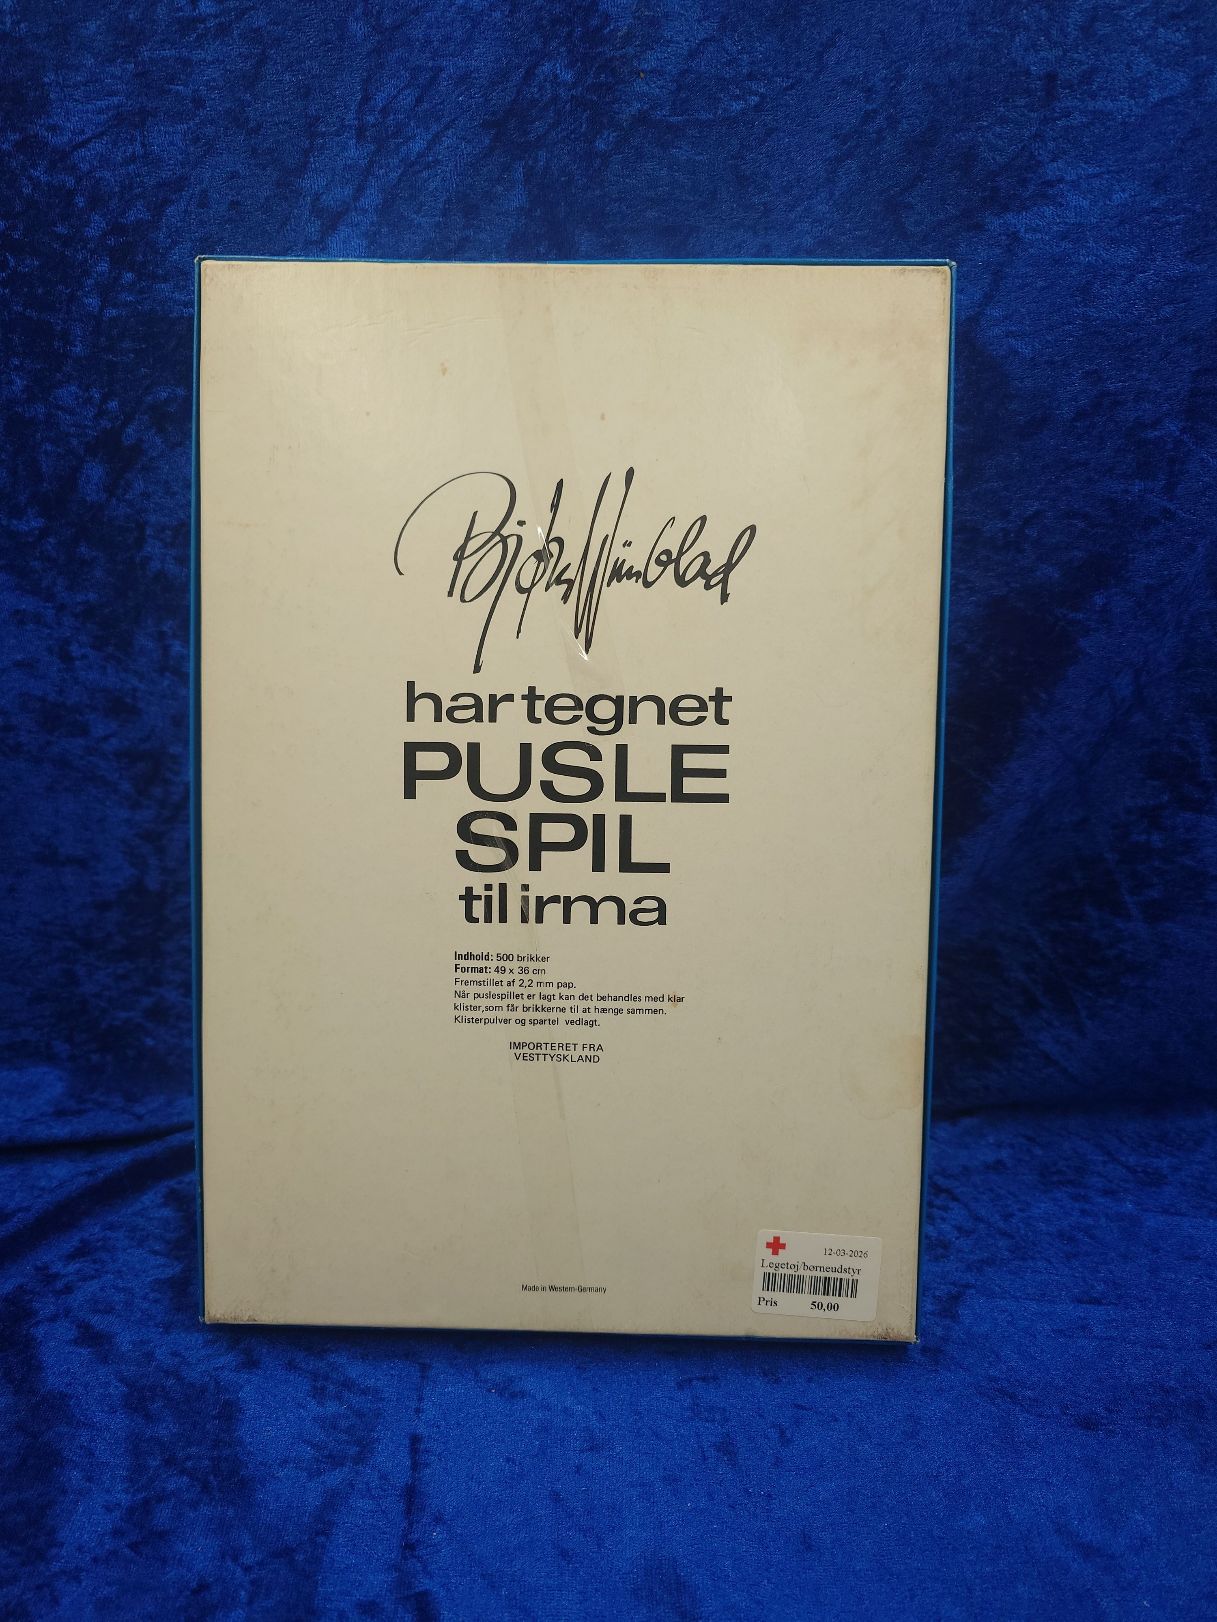 Bjørn Wiinblad
har tegnet
PUSLE
SPIL
til irma
Indhold: 500 brikker
Format: 49 x 36 cm
Fremstillet af 2,2 mm pap.
Når puslespillet er lagt kan det behandles med klar
klister,som får brikkerne til at hænge sammen.
Klisterpulver og spartel vedlagt.
IMPORTERET FRA
VESTTYSKLAND
Made in Western-Germany
12-03-2026
Legetøj/børneudstyr
Pris 50,00